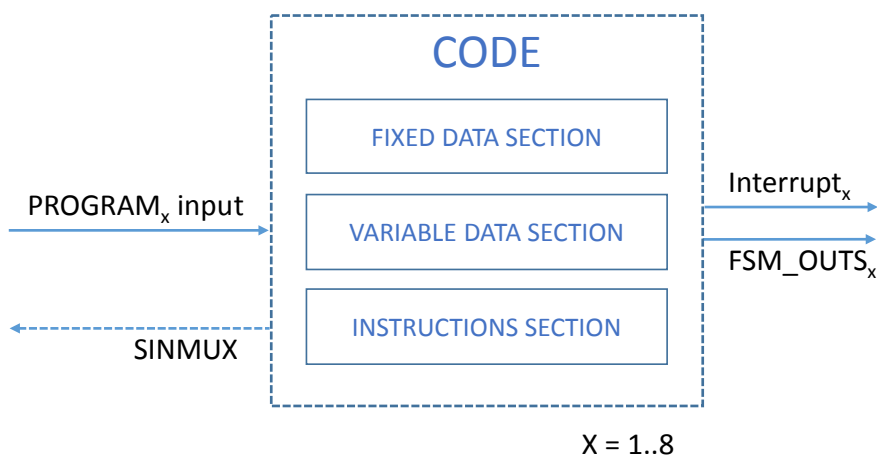 CODE
FIXED DATA SECTION
PROGRAMx input
VARIABLE DATA SECTION
Interruptx
FSM_OUTSx
INSTRUCTIONS SECTION
SINMUX
X = 1..8